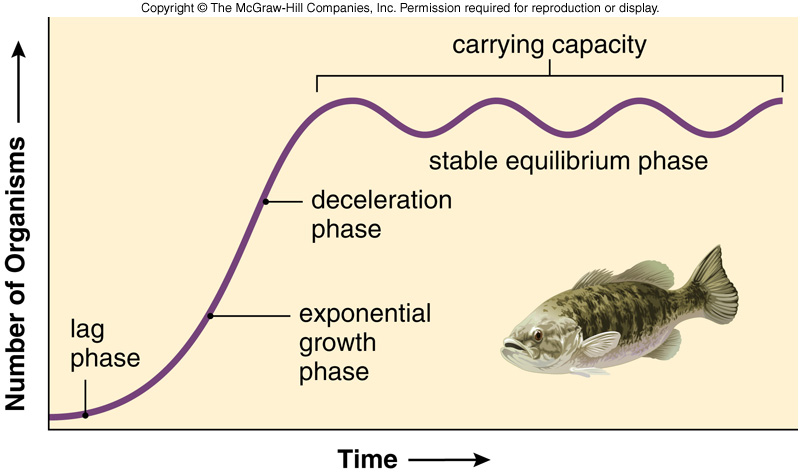 Copyright © The McGraw-Hill Companies, Inc. Permission required for reproduction or display.
carrying capacity
stable equilibrium phase
deceleration
phase
exponential
growth
phase
lag
phase
Number of Organisms
Time